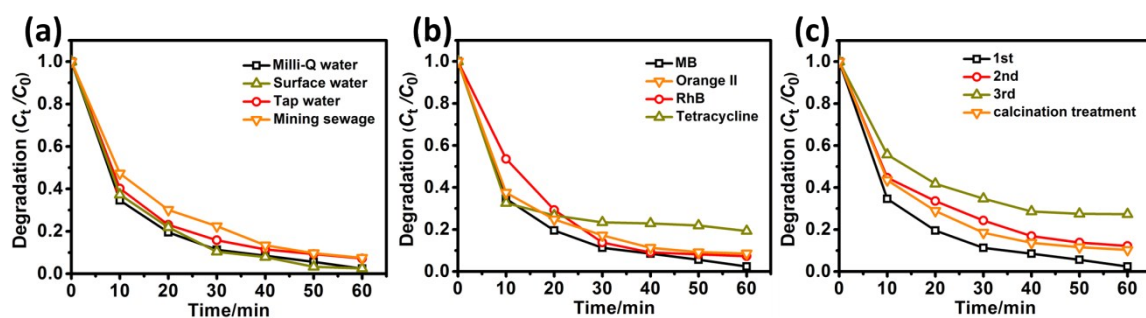 (a)
Degradation (Ct /C0)
1.0
0.8
0.6
0.4
0.2
0.0
Milli-Q water
Surface water
Tap water
Mining sewage
0 10 20 30 40 50 60
Time/min
(b)
Degradation (Ct /C0)
1.0
0.8
0.6
0.4
0.2
0.0
MB
Orange II
RhB
Tetracycline
0 10 20 30 40 50 60
Time/min
(c)
Degradation (Ct /C0)
1.0
0.8
0.6
0.4
0.2
0.0
1st
2nd
3rd
calcination treatment
0 10 20 30 40 50 60
Time/min